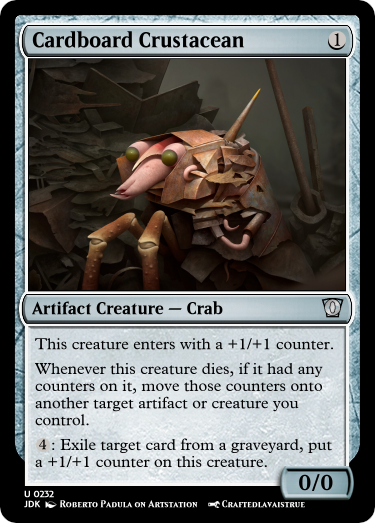 Cardboard Crustacean 1
Artifact Creature — Crab
This creature enters with a +1/+1 counter.
Whenever this creature dies, if it had any
counters on it, move those counters onto
another target artifact or creature you
control.
4 : Exile target card from a graveyard, put
a +1/+1 counter on this creature.
0/0
U 0232
JDK Roberto Padula on Artstation Craftedlavaistrue